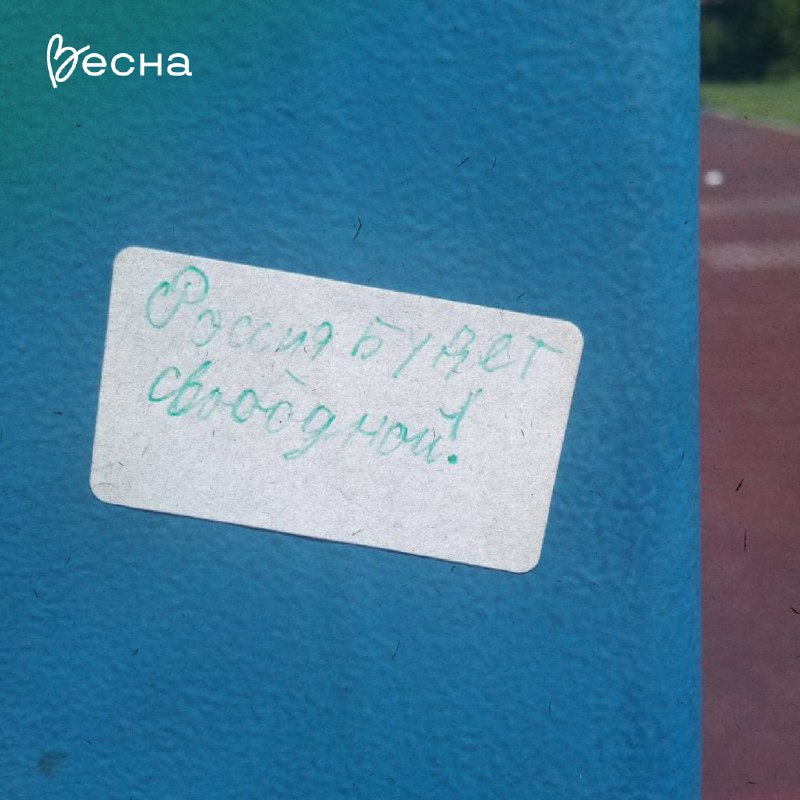 Весна
Россия будет
свободной!